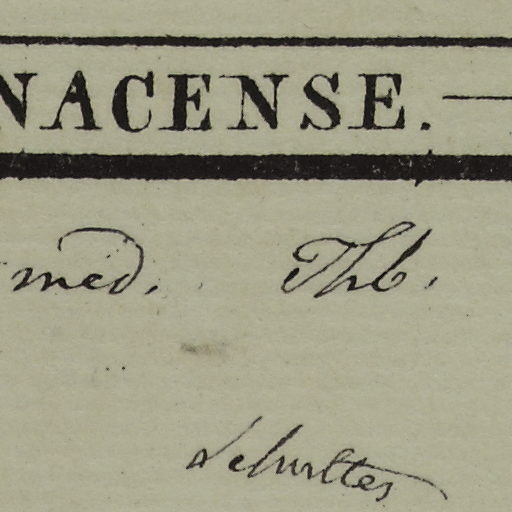 NACENSE.
med. Thb.
Schultes